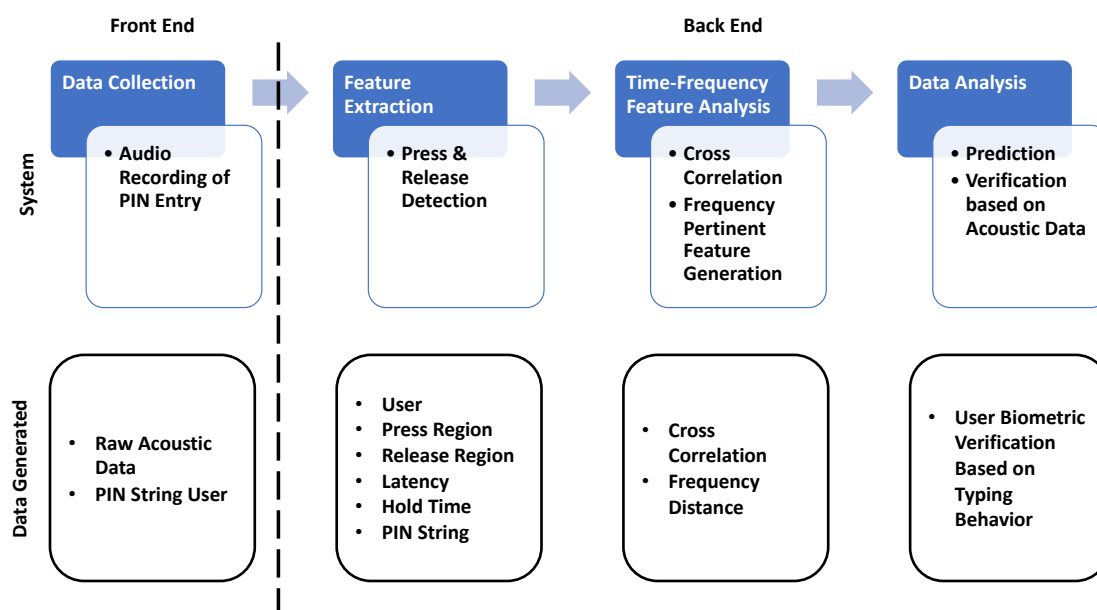 Front End
Back End
Data Collection
Feature
Extraction
Time-Frequency
Feature Analysis
Data Analysis
System
• Audio
Recording of
PIN Entry
• Press &
Release
Detection
• Cross
Correlation
• Frequency
Pertinent
Feature
Generation
• Prediction
• Verification
based on
Acoustic Data
Data Generated
• Raw Acoustic
Data
• PIN String User
• User
• Press Region
• Release Region
• Latency
• Hold Time
• PIN String
• Cross
Correlation
• Frequency
Distance
• User Biometric
Verification
Based on
Typing
Behavior